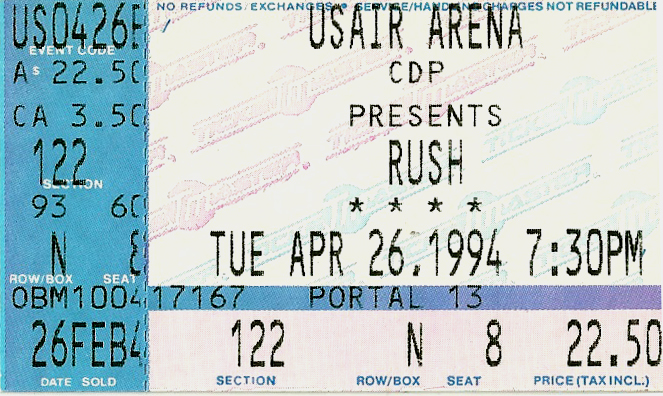 NO REFUNDS/EXCHANGES • SERVICE/HANDLING CHARGES NOT REFUNDABLE
US0426E USAIR ARENA
EVENT CODE
A $ 22.50 CDP
CA 3.50 PRESENTS
122 RUSH
SECTION
93 60 * * * *
N 8 TUE APR 26.1994 7:30PM
ROW/BOX SEAT
OBM1004 17167 PORTAL 13
26FEB4 122 N 8 22.50
DATE SOLD SECTION ROW/BOX SEAT PRICE (TAX INCL.)